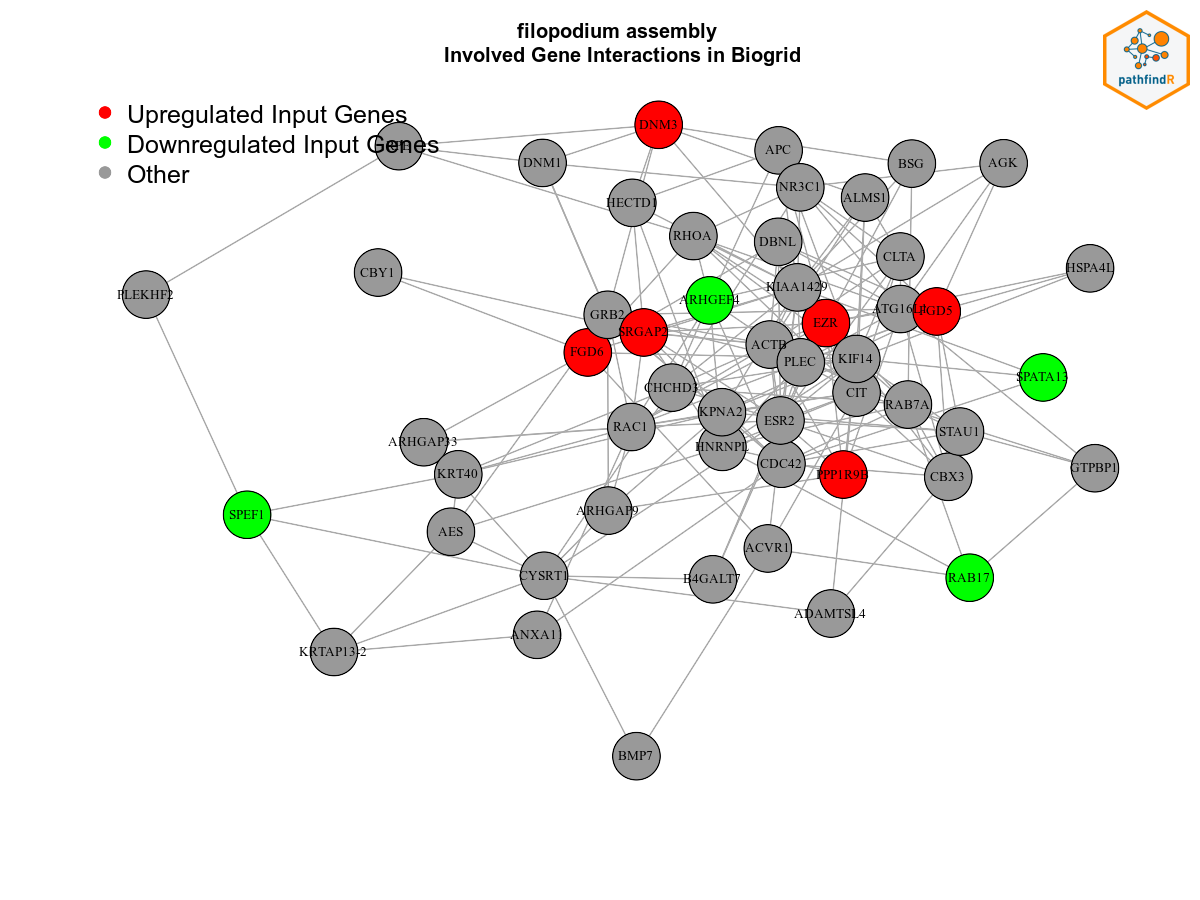 filopodium assembly
Involved Gene Interactions in Biogrid
pathfindR
Upregulated Input Genes
Downregulated Input Genes
Other
DNM3
APC
DNM1
BSG
AGK
NR3C1
ALMS1
HECTD1
RHOA
DBNL
CLTA
HSPA4L
CBY1
PLEKHF2
KIAA1429
ARHGEF4
ATG16L1
FGD5
GRB2
EZR
SRGAP2
ACTB
FGD6
PLEC
KIF14
SPATA13
CHCHD3
CIT
RAB7A
KPNA2
ESR2
RAC1
STAU1
ARHGAP33
HNRNPL
CDC42
GTPBP1
KRT40
PPP1R9B
CBX3
ARHGAP9
SPEF1
AES
ACVR1
CYSRT1
B4GALT7
RAB17
ADAMTSL4
ANXA11
KRTAP13-2
BMP7